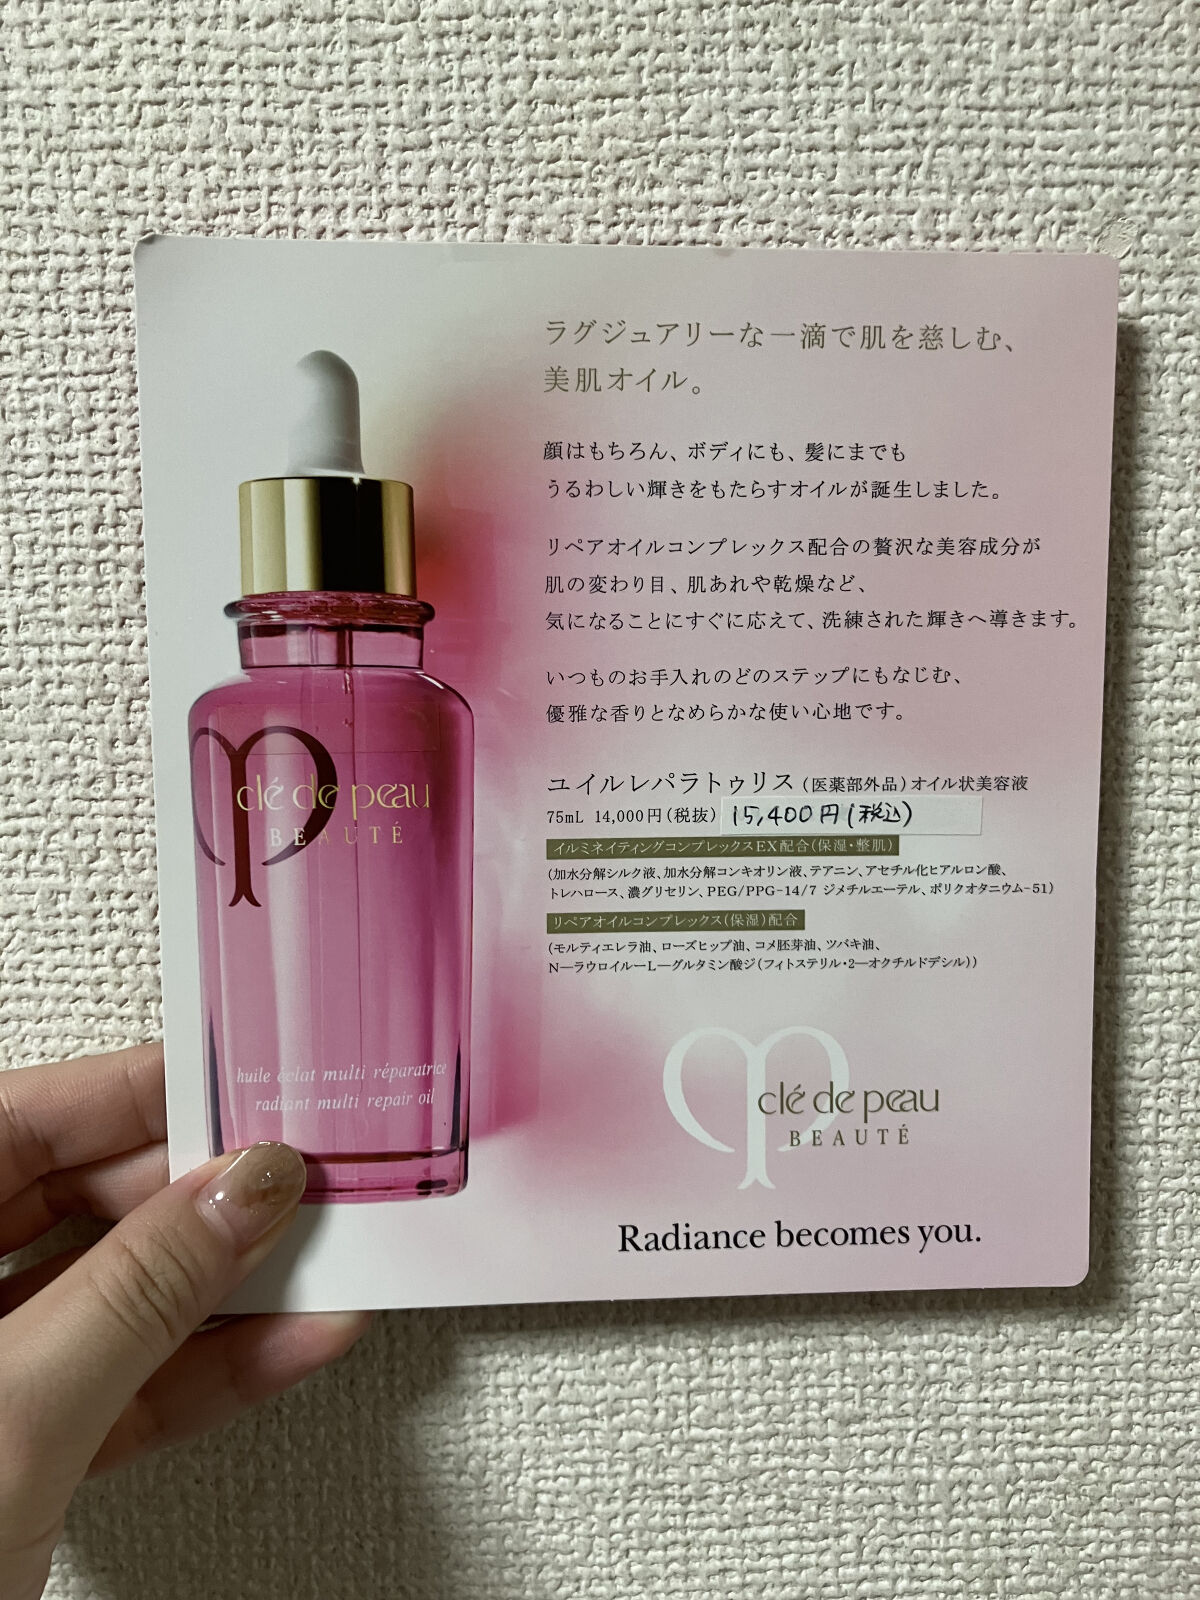 ラグジュアリーな一滴で肌を慈しむ、
美肌オイル。
顔はもちろん、ボディにも、髪にまでも
うるわしい輝きをもたらすオイルが誕生しました。
リペアオイルコンプレックス配合の贅沢な美容成分が
肌の変わり目、肌あれや乾燥など、
気になることにすぐに応えて、洗練された輝きへ導きます。
いつものお手入れのどのステップにもなじむ、
優雅な香りとなめらかな使い心地です。
ユイルレパラトゥリス(医薬部外品)オイル状美容液
75mL 14,000円(税抜) 15,400円(税込)
イルミネイティングコンプレックスEX配合(保湿・整肌)
(加水分解シルク液、加水分解コンキオリン液、テアニン、アセチル化ヒアルロン酸、
トレハロース、濃グリセリン、PEG/PPG-14/7 ジメチルエーテル、ポリクオタニウム-51)
リペアオイルコンプレックス(保湿)配合
(モルティエレラ油、ローズヒップ油、コメ胚芽油、ツバキ油、
N―ラウロイル―L―グルタミン酸ジ(フィトステリル・2―オクチルドデシル))
clé de peau
BEAUTÉ
huile éclat multi réparatrice
radiant multi repair oil
clé de peau
BEAUTÉ
Radiance becomes you.